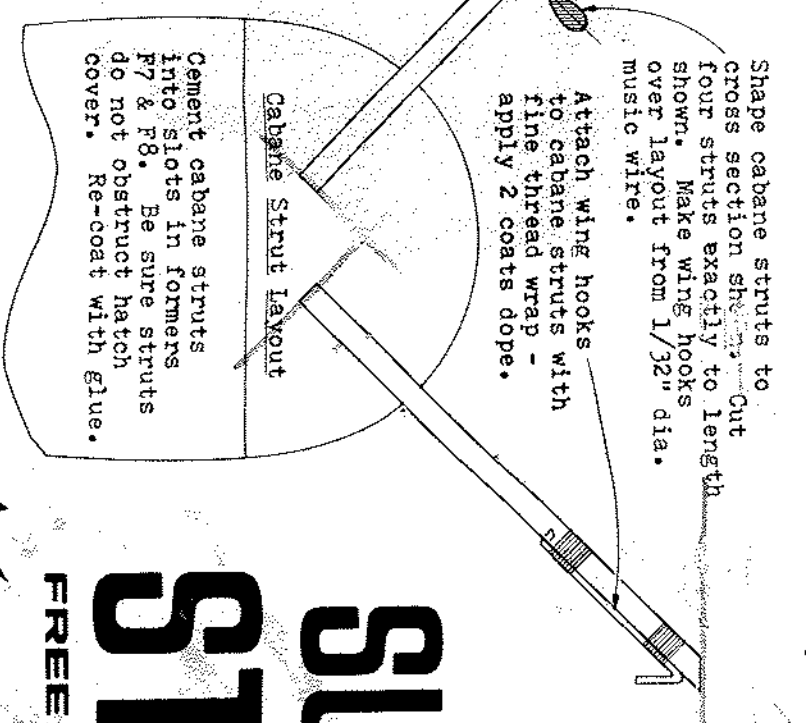 Shape cabane struts to
cross section shown. Cut
four struts exactly to length
shown. Make wing hooks
over layout from 1/32" dia.
music wire.
Attach wing hooks
to cabane struts with
fine thread wrap -
apply 2 coats dope.
Cabane Strut Layout
Cement cabane struts
into slots in formers
F7 & F8. Be sure struts
do not obstruct hatch
cover. Re-coat with glue.
FREE